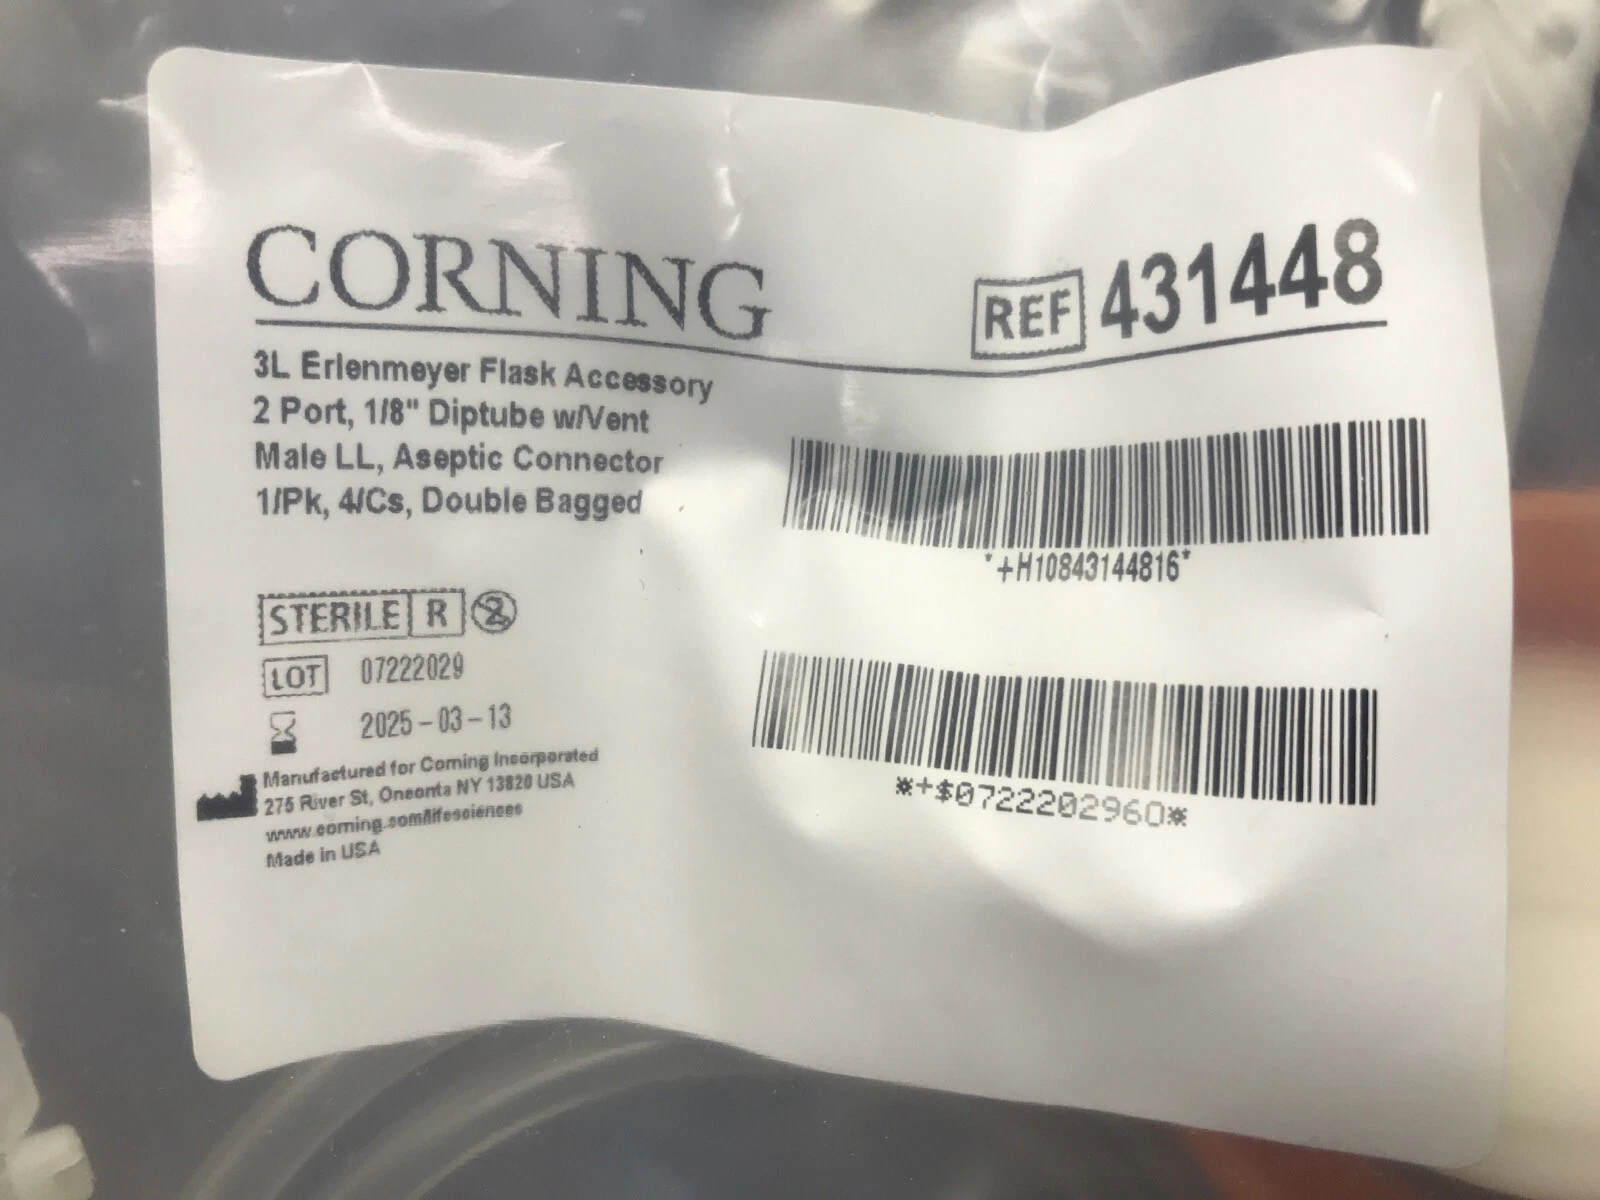 CORNING
REF 431448
3L Erlenmeyer Flask Accessory
2 Port, 1/8" Diptube w/Vent
Male LL, Aseptic Connector
1/Pk, 4/Cs, Double Bagged
*+H10843144816*
STERILE R 2
LOT 07222029
2025-03-13
*+$0722202960*
Manufactured for Corning Incorporated
275 River St, Oneonta NY 13820 USA
www.corning.com/lifesciences
Made in USA